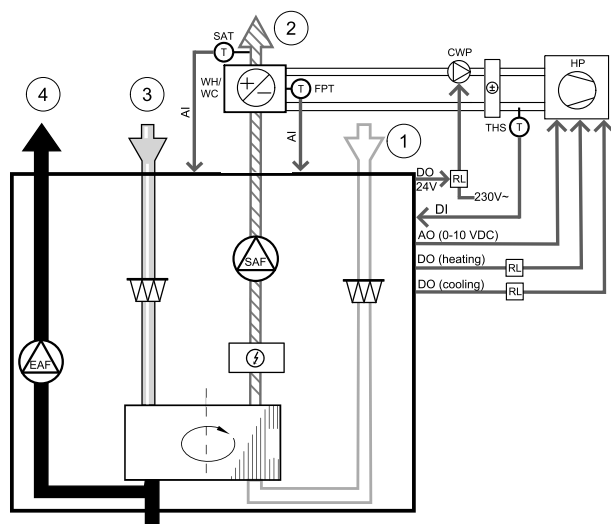 SAT
T
2
CWP
HP
4
3
WH/
WC
+/-
T
FPT
±
AI
AI
1
THS
T
DO
24V
RL
230V~
DI
AO (0-10 VDC)
DO (heating)
RL
DO (cooling)
RL
SAF
EAF